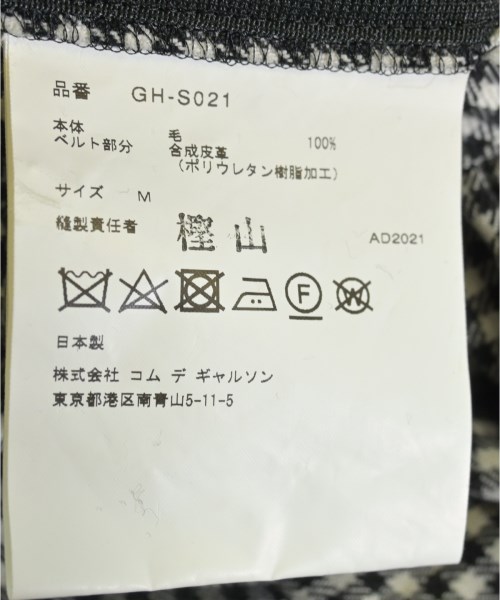 品番 GH-S021
本体 毛 100%
ベルト部分 合成皮革
（ポリウレタン樹脂加工）
サイズ M
縫製責任者 樫山 AD2021
F W
日本製
株式会社 コム デ ギャルソン
東京都港区南青山5-11-5